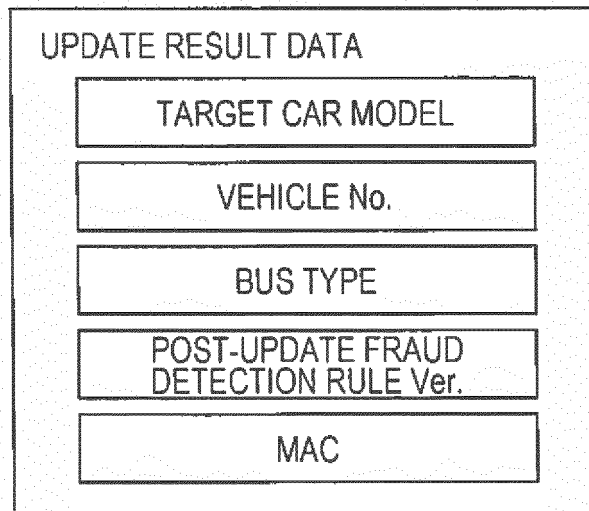 UPDATE RESULT DATA
TARGET CAR MODEL
VEHICLE No.
BUS TYPE
POST-UPDATE FRAUD
DETECTION RULE Ver.
MAC